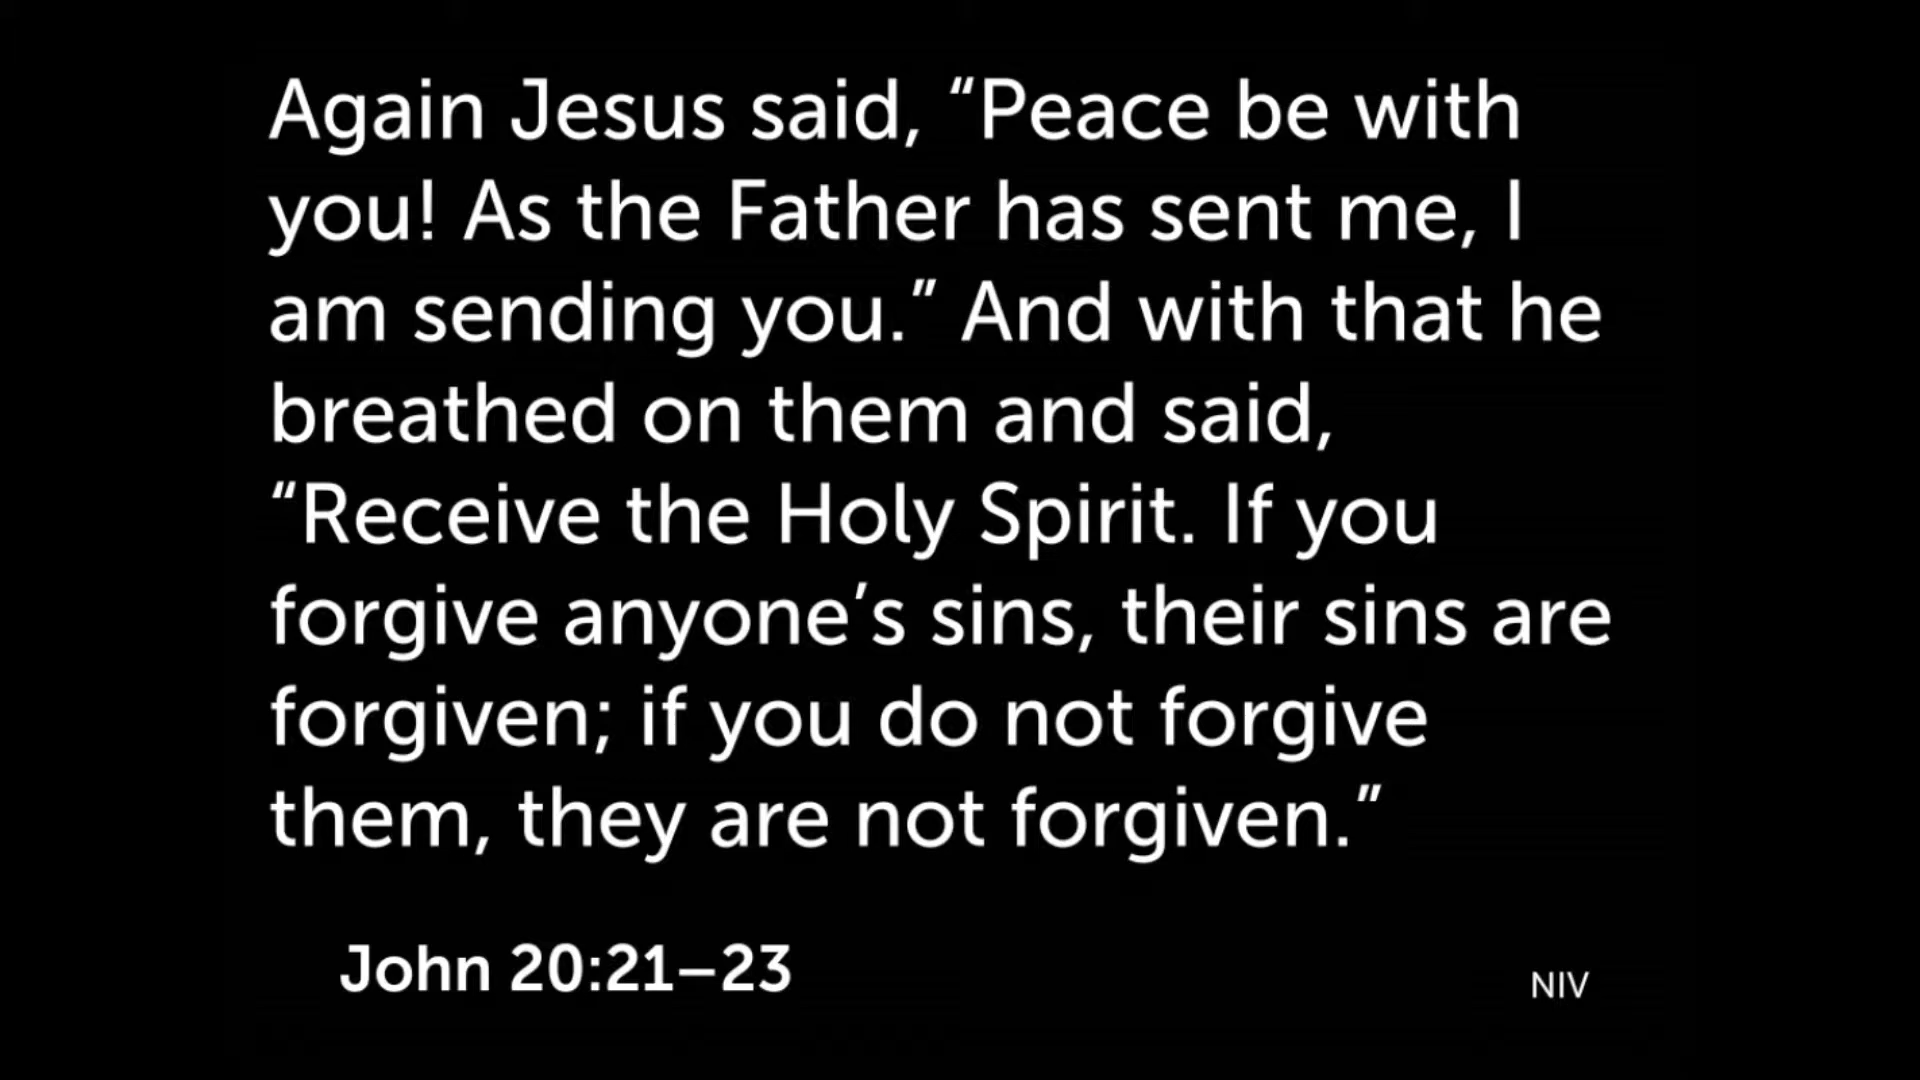 Again Jesus said, “Peace be with
you! As the Father has sent me, I
am sending you.” And with that he
breathed on them and said,
“Receive the Holy Spirit. If you
forgive anyone’s sins, their sins are
forgiven; if you do not forgive
them, they are not forgiven.”
John 20:21–23
NIV